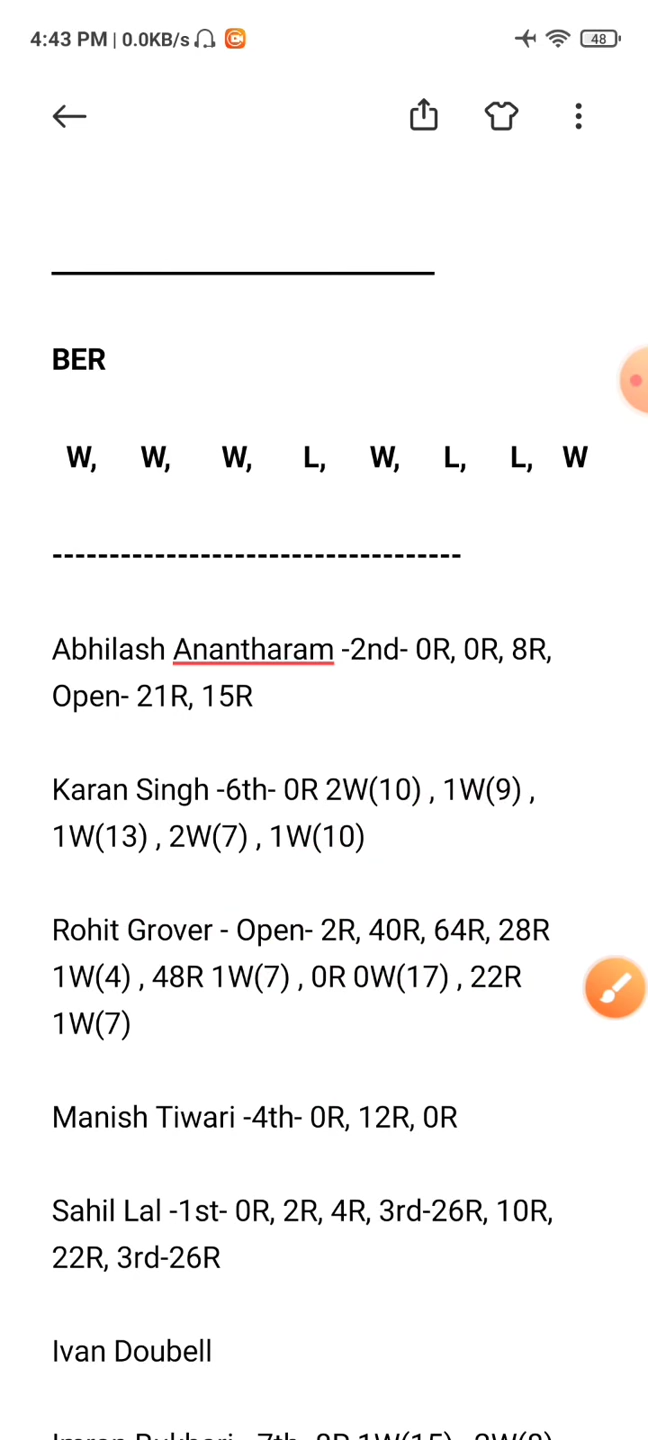 4:43 PM | 0.0KB/s 48
BER
W, W, W, L, W, L, L, W
-----------------------------------
Abhilash Anantharam -2nd- 0R, 0R, 8R,
Open- 21R, 15R
Karan Singh -6th- 0R 2W(10) , 1W(9) ,
1W(13) , 2W(7) , 1W(10)
Rohit Grover - Open- 2R, 40R, 64R, 28R
1W(4) , 48R 1W(7) , 0R 0W(17) , 22R
1W(7)
Manish Tiwari -4th- 0R, 12R, 0R
Sahil Lal -1st- 0R, 2R, 4R, 3rd-26R, 10R,
22R, 3rd-26R
Ivan Doubell